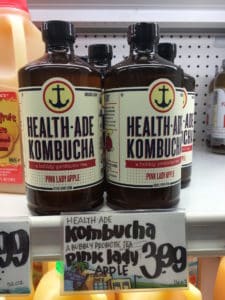 HEALTH-ADE
KOMBUCHA
a bubbly probiotic tea
PINK LADY APPLE
HEALTH-ADE
KOMBUCHA
a bubbly probiotic tea
PINK LADY APPLE
99
HEALTH ADE
Kombucha
A BUBBLY PROBIOTIC TEA
PINK lady
APPLE
3.99